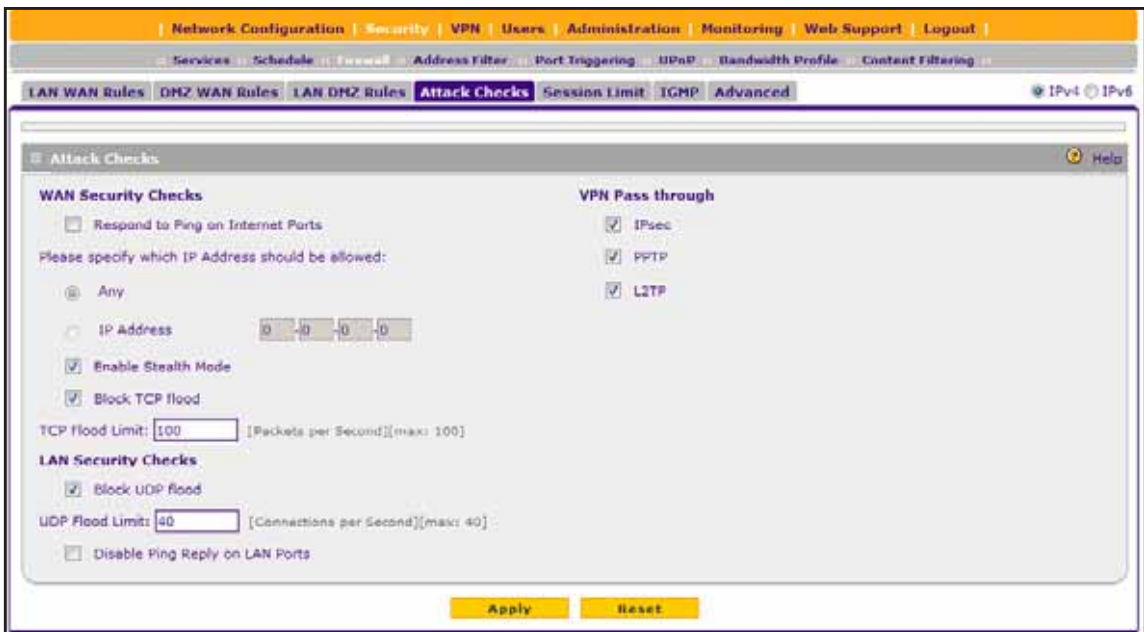 Network Configuration | Security | VPN | Users | Administration | Monitoring | Web Support | Logout |
Services Schedule Firewall Address Filter Port Triggering UPnP Bandwidth Profile Content Filtering
LAN WAN Rules DMZ WAN Rules LAN DMZ Rules Attack Checks Session Limit IGMP Advanced IPv4 IPv6
Attack Checks Help
WAN Security Checks
Respond to Ping on Internet Ports
Please specify which IP Address should be allowed:
Any
IP Address 0 -0 -0 -0
Enable Stealth Mode
Block TCP flood
TCP Flood Limit: 100 [Packets per Second][max: 100]
LAN Security Checks
Block UDP flood
UDP Flood Limit: 40 [Connections per Second][max: 40]
Disable Ping Reply on LAN Ports
VPN Pass through
IPsec
PPTP
L2TP
Apply Reset